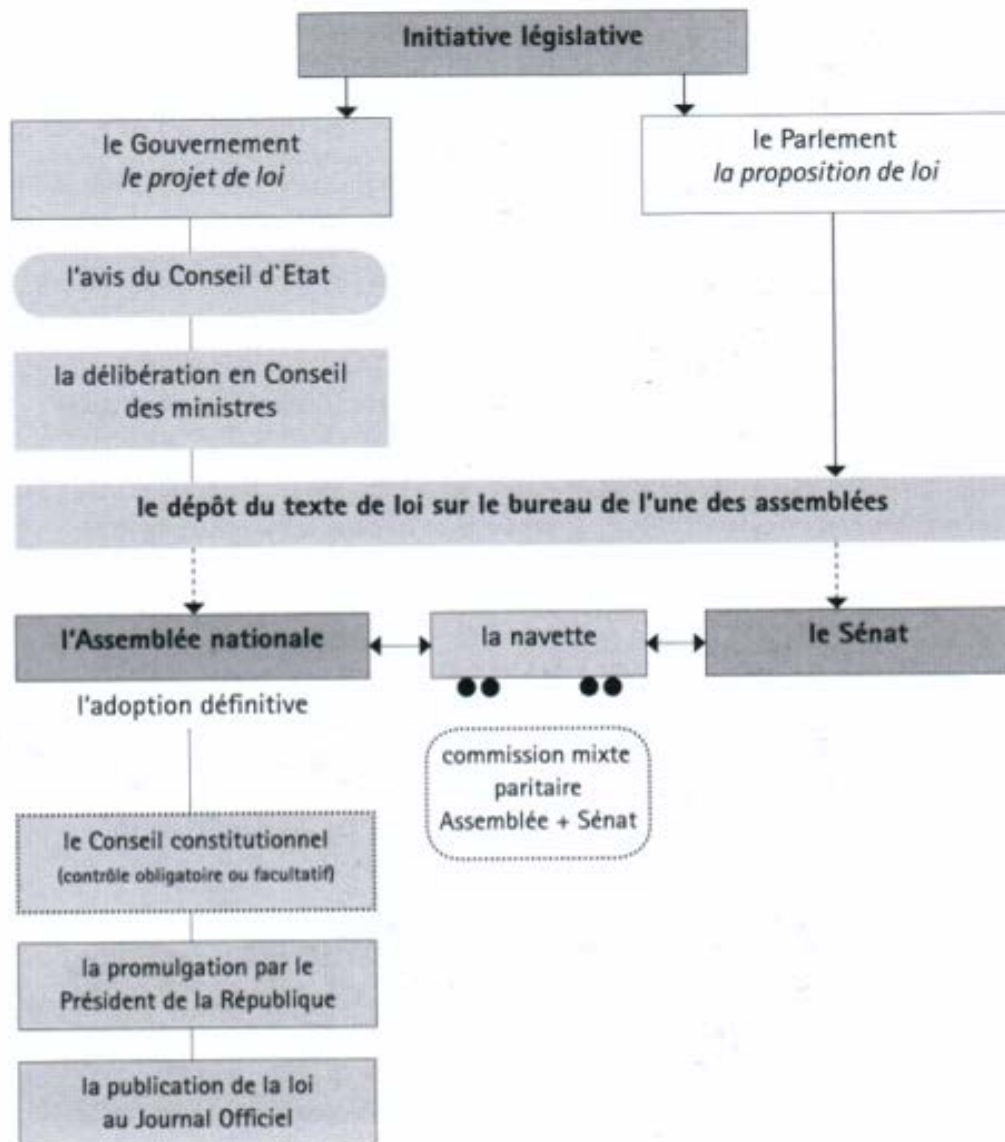 Initiative législative
le Gouvernement
le projet de loi
le Parlement
la proposition de loi
l'avis du Conseil d`Etat
la délibération en Conseil
des ministres
le dépôt du texte de loi sur le bureau de l'une des assemblées
l'Assemblée nationale
la navette
le Sénat
l'adoption définitive
commission mixte
paritaire
Assemblée + Sénat
le Conseil constitutionnel
(contrôle obligatoire ou facultatif)
la promulgation par le
Président de la République
la publication de la loi
au Journal Officiel